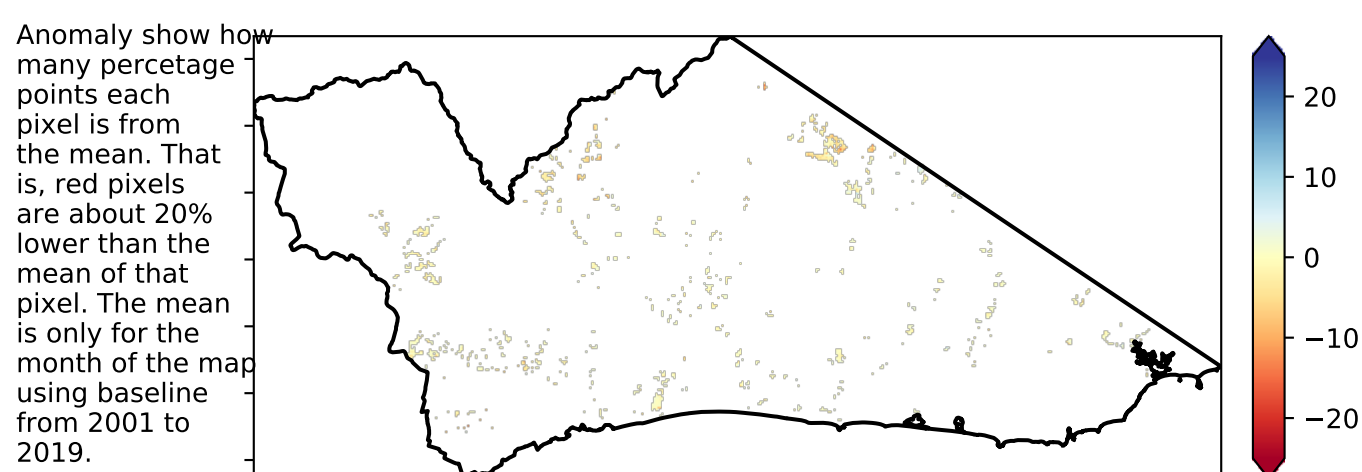 Anomaly show how
many percetage
points each
pixel is from
the mean. That
is, red pixels
are about 20%
lower than the
mean of that
pixel. The mean
is only for the
month of the map
using baseline
from 2001 to
2019.
20
10
0
−10
−20